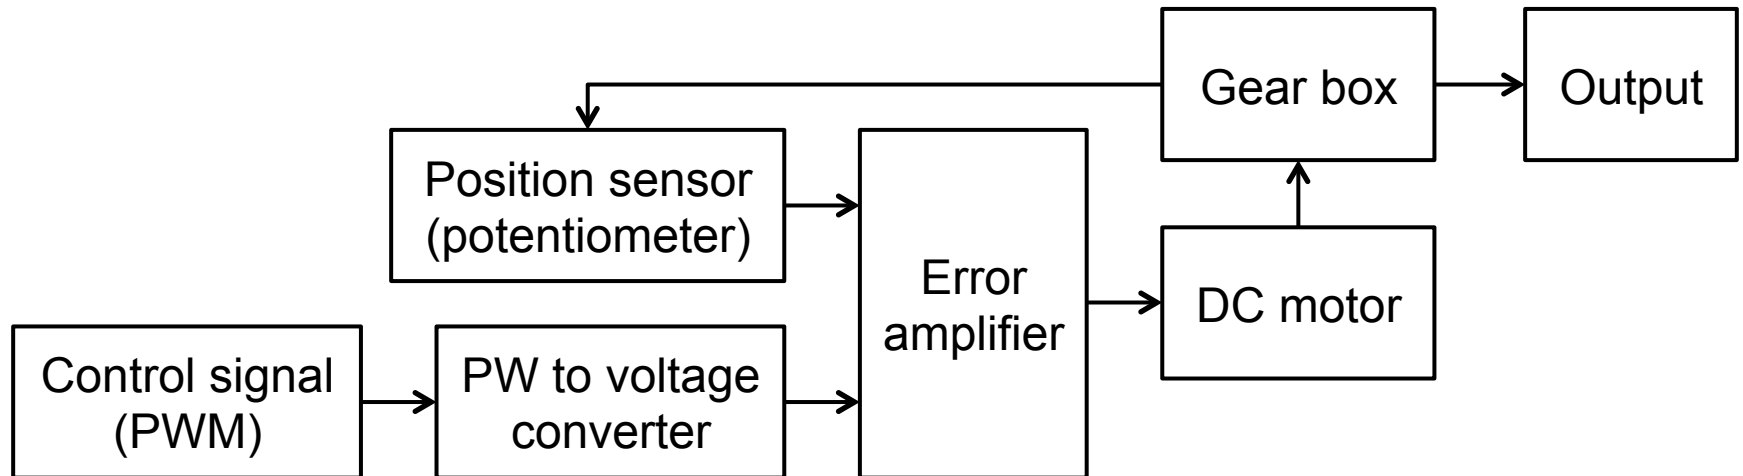 Gear box
Output
Position sensor
(potentiometer)
Error
amplifier
DC motor
Control signal
(PWM)
PW to voltage
converter